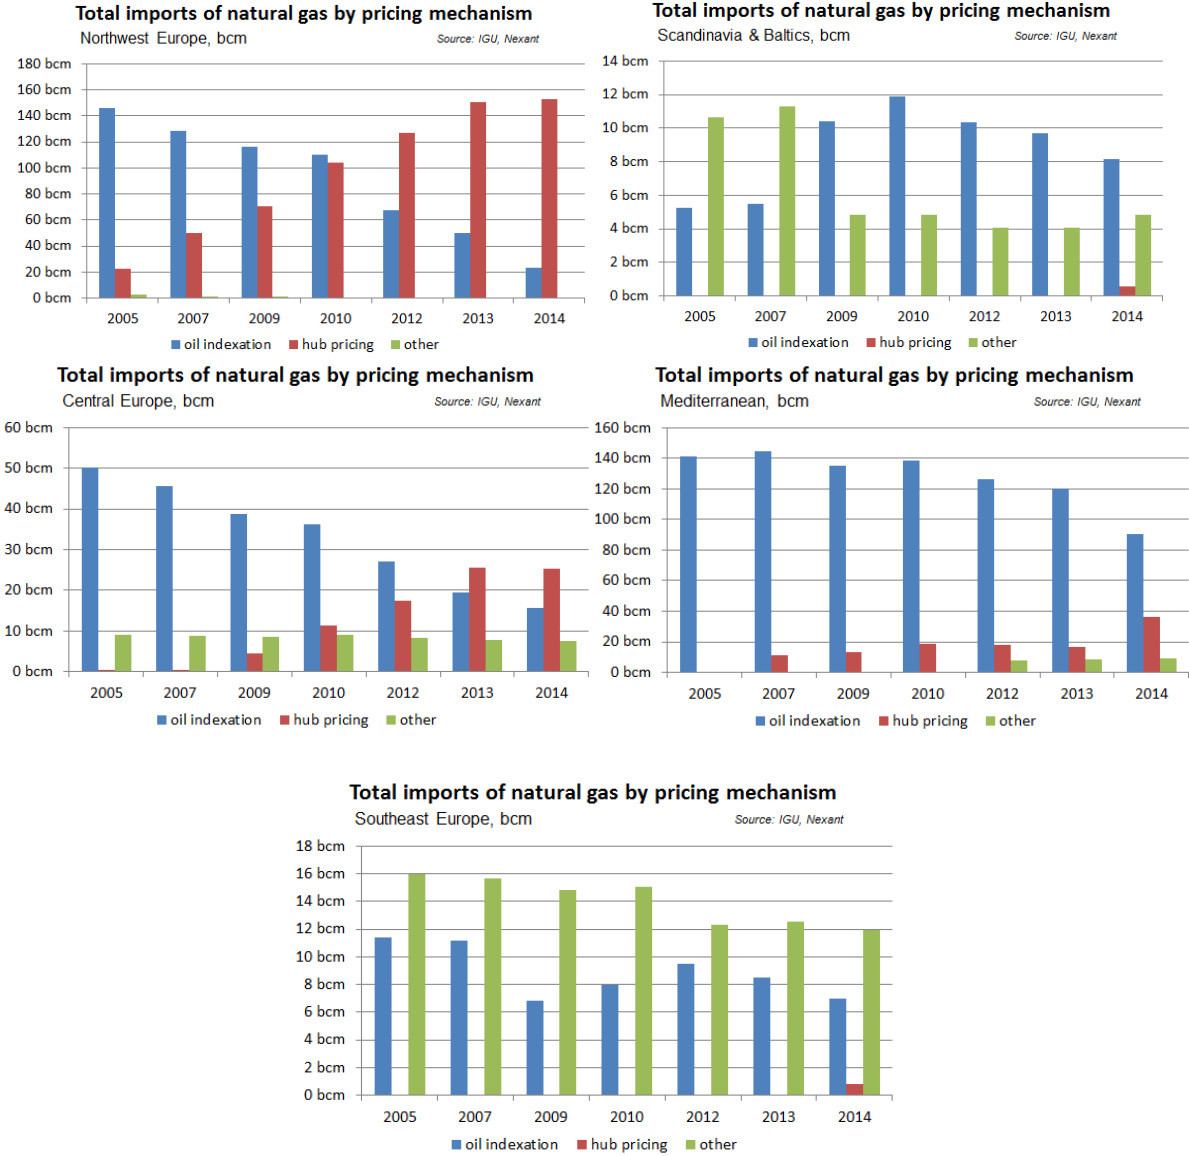 Total imports of natural gas by pricing mechanism
Northwest Europe, bcm
Source: IGU, Nexant
180 bcm
160 bcm
140 bcm
120 bcm
100 bcm
80 bcm
60 bcm
40 bcm
20 bcm
0 bcm
2005 2007 2009 2010 2012 2013 2014
oil indexation hub pricing other
Total imports of natural gas by pricing mechanism
Scandinavia & Baltics, bcm
Source: IGU, Nexant
14 bcm
12 bcm
10 bcm
8 bcm
6 bcm
4 bcm
2 bcm
0 bcm
2005 2007 2009 2010 2012 2013 2014
oil indexation hub pricing other
Total imports of natural gas by pricing mechanism
Central Europe, bcm
Source: IGU, Nexant
60 bcm
50 bcm
40 bcm
30 bcm
20 bcm
10 bcm
0 bcm
2005 2007 2009 2010 2012 2013 2014
oil indexation hub pricing other
Total imports of natural gas by pricing mechanism
Mediterranean, bcm
Source: IGU, Nexant
160 bcm
140 bcm
120 bcm
100 bcm
80 bcm
60 bcm
40 bcm
20 bcm
0 bcm
2005 2007 2009 2010 2012 2013 2014
oil indexation hub pricing other
Total imports of natural gas by pricing mechanism
Southeast Europe, bcm
Source: IGU, Nexant
18 bcm
16 bcm
14 bcm
12 bcm
10 bcm
8 bcm
6 bcm
4 bcm
2 bcm
0 bcm
2005 2007 2009 2010 2012 2013 2014
oil indexation hub pricing other